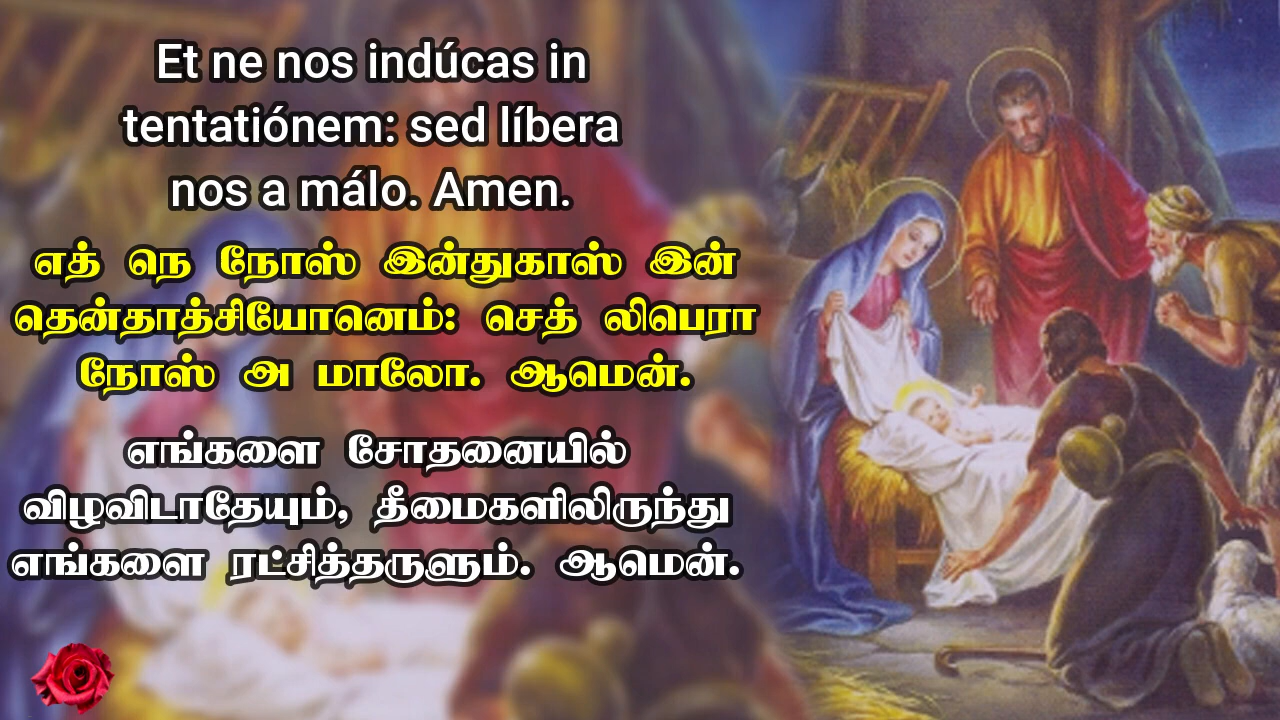 Et ne nos indúcas in
tentatiónem: sed líbera
nos a málo. Amen.
எத் நெ நோஸ் இன்துகாஸ் இன்
தென்தாத்சியோனெம்: செத் லிபெரா
நோஸ் அ மாலோ. ஆமென்.
எங்களை சோதனையில்
விழவிடாதேயும், தீமைகளிலிருந்து
எங்களை ரட்சித்தருளும். ஆமென்.